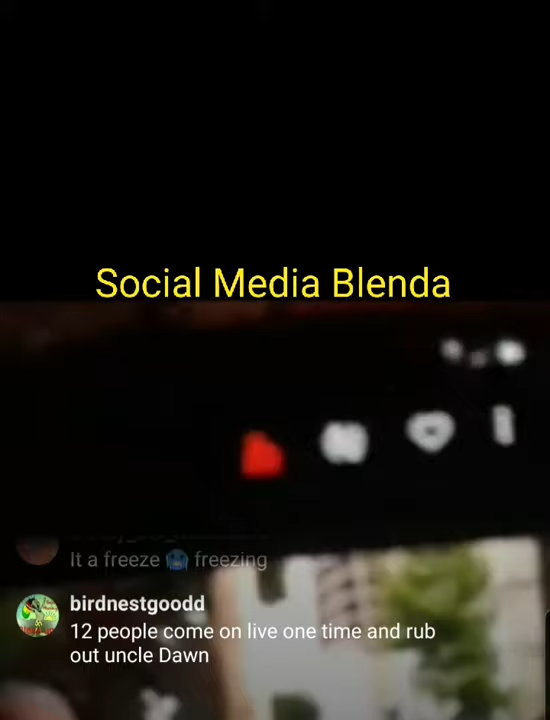 Social Media Blenda
It a freeze 🥶 freezing
birdnestgoodd
12 people come on live one time and rub
out uncle Dawn